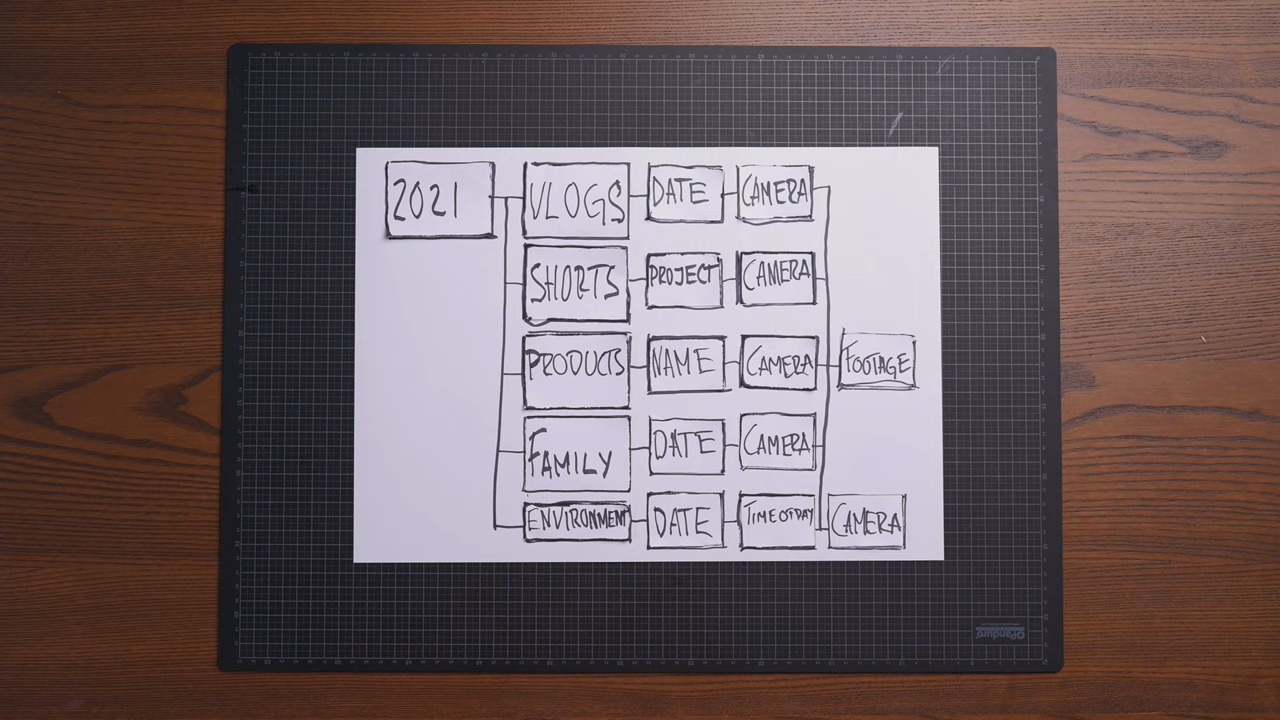 2021 VLOGS DATE CAMERA
SHORTS PROJECT CAMERA
PRODUCTS NAME CAMERA FOOTAGE
FAMILY DATE CAMERA
ENVIRONMENT DATE TIME OF DAY CAMERA
Panduro